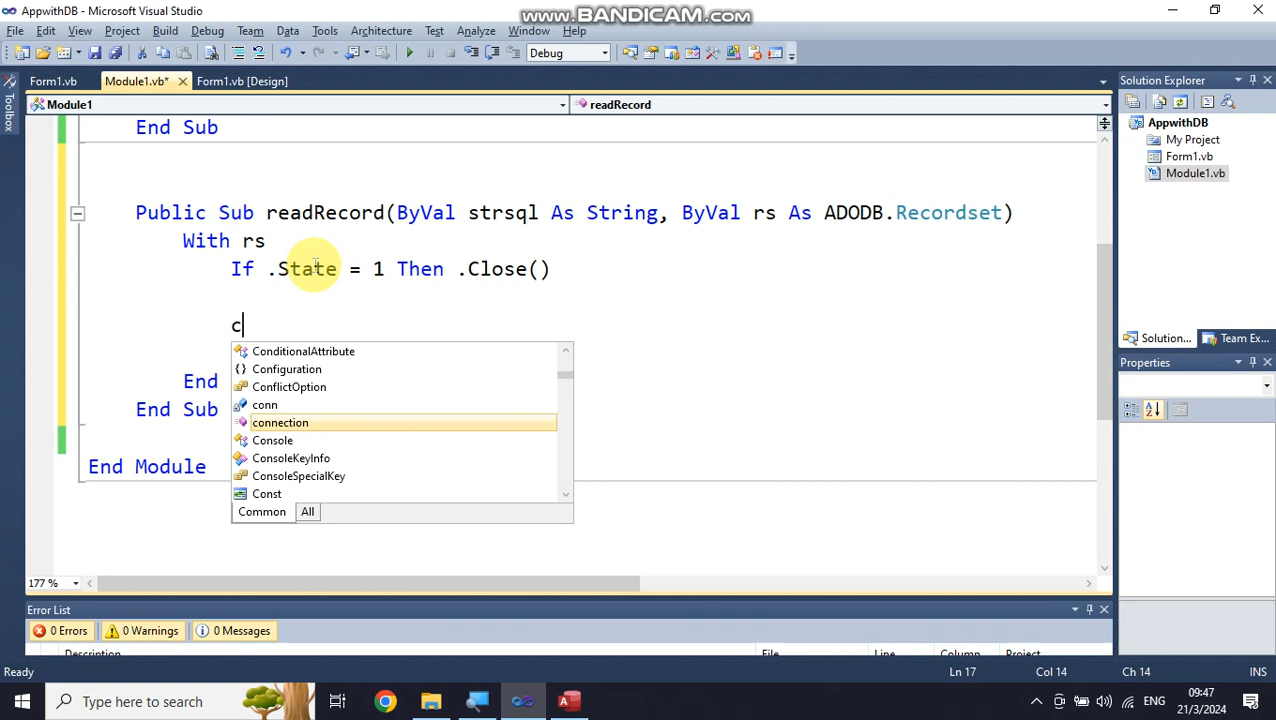 AppwithDB - Microsoft Visual Studio
www.BANDICAM.com
File Edit View Project Build Debug Team Data Tools Architecture Test Analyze Window Help
Debug
Form1.vb Module1.vb* Form1.vb [Design]
Module1 readRecord
Toolbox
End Sub
Public Sub readRecord(ByVal strsql As String, ByVal rs As ADODB.Recordset)
With rs
If .State = 1 Then .Close()
c
ConditionalAttribute
Configuration
ConflictOption
conn
connection
Console
ConsoleKeyInfo
ConsoleSpecialKey
Const
Common All
End
End Sub
End Module
177 %
Solution Explorer
AppwithDB
My Project
Form1.vb
Module1.vb
Solution... Team Ex...
Properties
Error List
0 Errors 0 Warnings 0 Messages
Description File Line Column Project
Ready Ln 17 Col 14 Ch 14 INS
Type here to search
ENG
09:47
21/3/2024